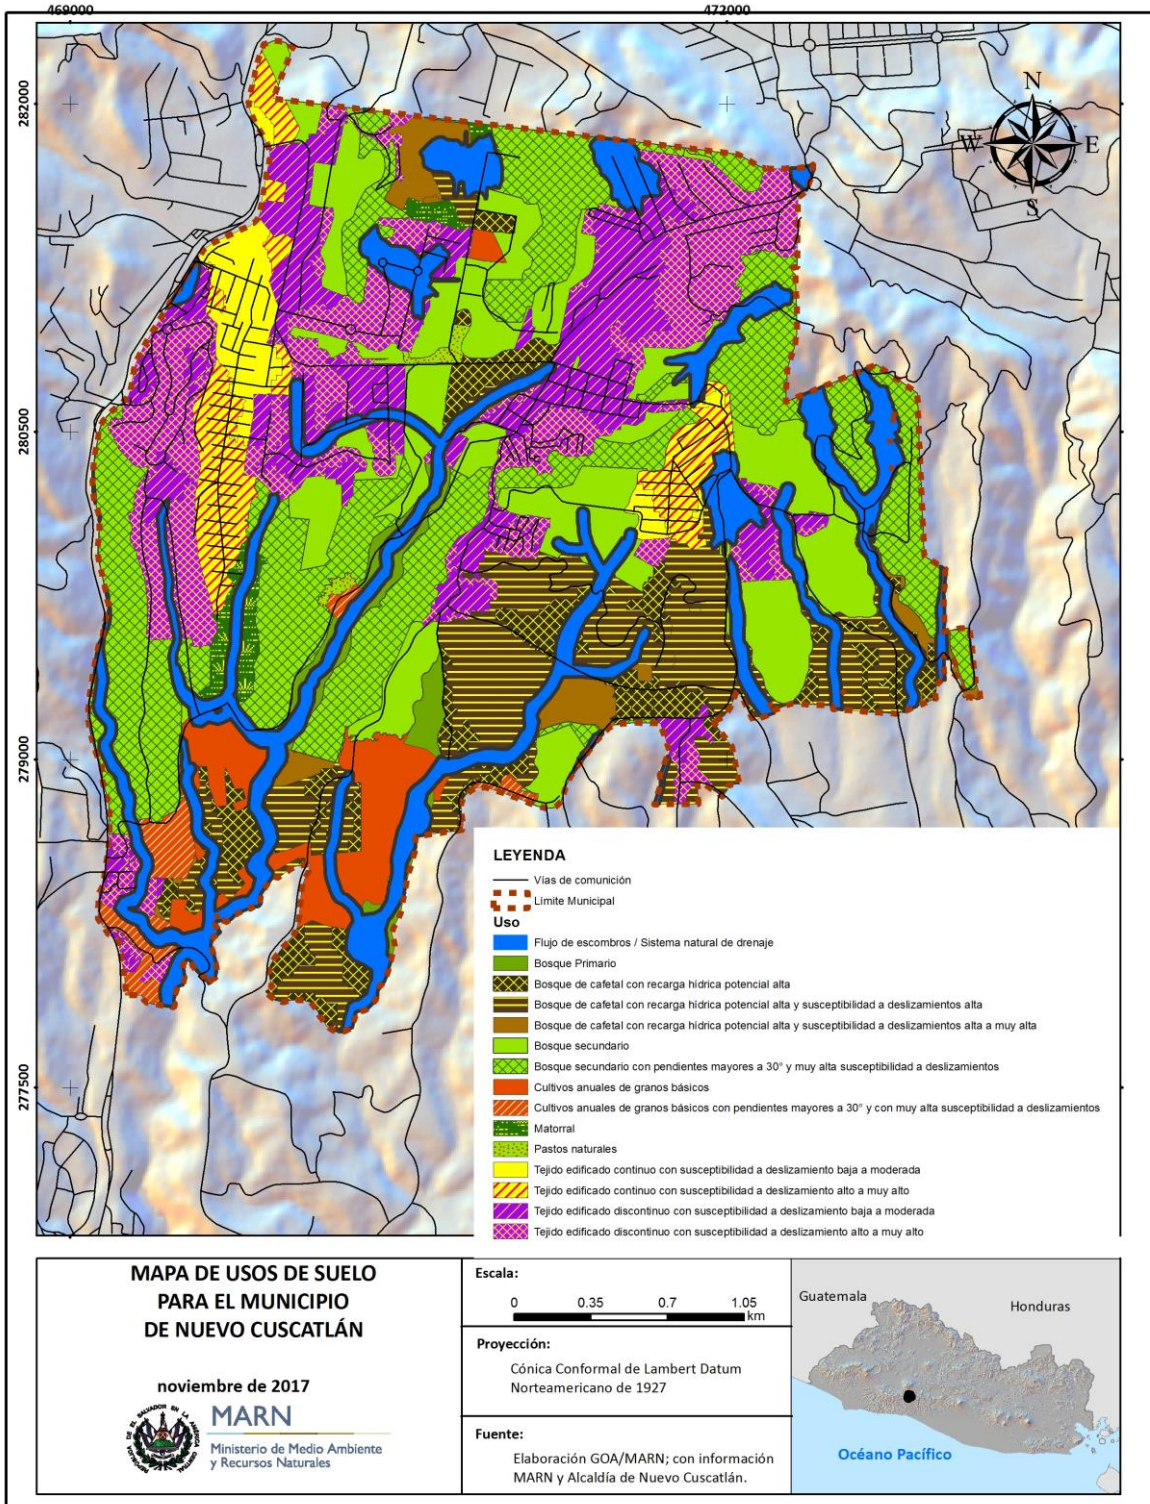 469000
472000
282000
280500
279000
277500
N
W
E
S
LEYENDA
Vías de comunición
Límite Municipal
Uso
Flujo de escombros / Sistema natural de drenaje
Bosque Primario
Bosque de cafetal con recarga hídrica potencial alta
Bosque de cafetal con recarga hídrica potencial alta y susceptibilidad a deslizamientos alta
Bosque de cafetal con recarga hídrica potencial alta y susceptibilidad a deslizamientos alta a muy alta
Bosque secundario
Bosque secundario con pendientes mayores a 30° y muy alta susceptibilidad a deslizamientos
Cultivos anuales de granos básicos
Cultivos anuales de granos básicos con pendientes mayores a 30° y con muy alta susceptibilidad a deslizamientos
Matorral
Pastos naturales
Tejido edificado continuo con susceptibilidad a deslizamiento baja a moderada
Tejido edificado continuo con susceptibilidad a deslizamiento alto a muy alto
Tejido edificado discontinuo con susceptibilidad a deslizamiento baja a moderada
Tejido edificado discontinuo con susceptibilidad a deslizamiento alto a muy alto
MAPA DE USOS DE SUELO
PARA EL MUNICIPIO
DE NUEVO CUSCATLÁN
noviembre de 2017
REPÚBLICA DE EL SALVADOR EN LA AMÉRICA CENTRAL
MARN
Ministerio de Medio Ambiente
y Recursos Naturales
Escala:
0 0.35 0.7 1.05
km
Proyección:
Cónica Conformal de Lambert Datum
Norteamericano de 1927
Fuente:
Elaboración GOA/MARN; con información
MARN y Alcaldía de Nuevo Cuscatlán.
Guatemala
Honduras
Océano Pacífico